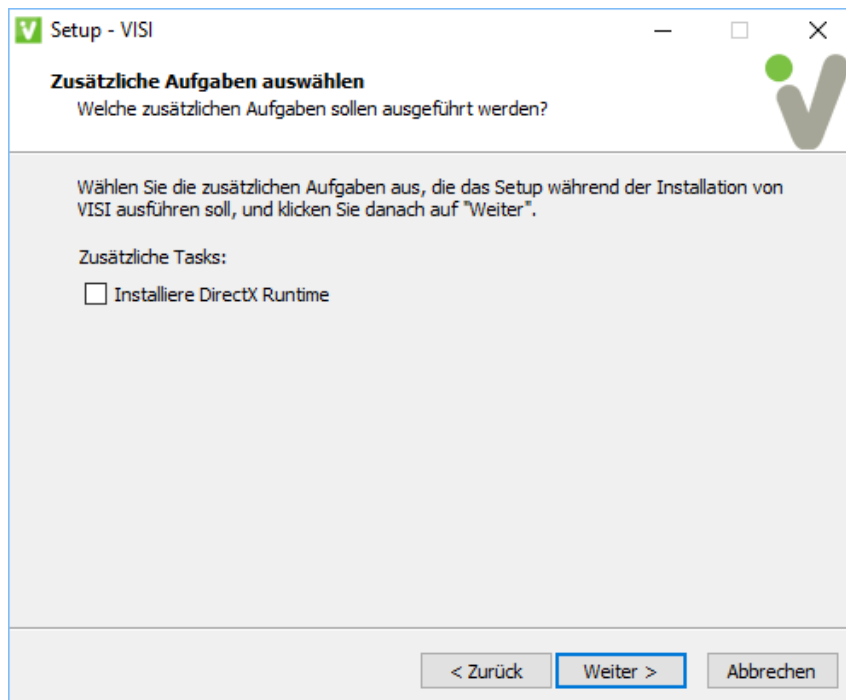 Setup - VISI
Zusätzliche Aufgaben auswählen
Welche zusätzlichen Aufgaben sollen ausgeführt werden?
Wählen Sie die zusätzlichen Aufgaben aus, die das Setup während der Installation von
VISI ausführen soll, und klicken Sie danach auf "Weiter".
Zusätzliche Tasks:
Installiere DirectX Runtime
< Zurück
Weiter >
Abbrechen